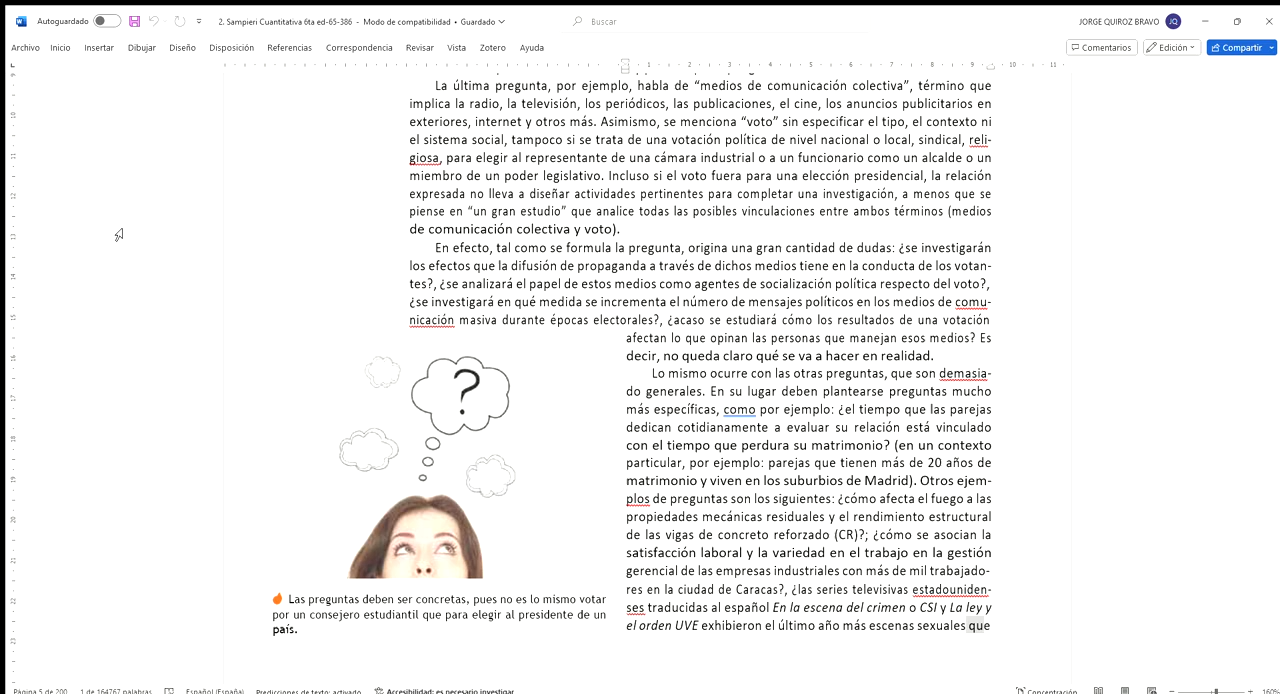 Autoguardado
2. Sampieri Cuantitativa 6ta ed-65-386 - Modo de compatibilidad • Guardado
Buscar
JORGE QUIROZ BRAVO JQ
Archivo Inicio Insertar Dibujar Diseño Disposición Referencias Correspondencia Revisar Vista Zotero Ayuda
Comentarios Edición Compartir
1 2 3 4 5 6 7 8 9 10 11
La última pregunta, por ejemplo, habla de “medios de comunicación colectiva”, término que
implica la radio, la televisión, los periódicos, las publicaciones, el cine, los anuncios publicitarios en
exteriores, internet y otros más. Asimismo, se menciona “voto” sin especificar el tipo, el contexto ni
el sistema social, tampoco si se trata de una votación política de nivel nacional o local, sindical, reli-
giosa, para elegir al representante de una cámara industrial o a un funcionario como un alcalde o un
miembro de un poder legislativo. Incluso si el voto fuera para una elección presidencial, la relación
expresada no lleva a diseñar actividades pertinentes para completar una investigación, a menos que se
piense en “un gran estudio” que analice todas las posibles vinculaciones entre ambos términos (medios
de comunicación colectiva y voto).
En efecto, tal como se formula la pregunta, origina una gran cantidad de dudas: ¿se investigarán
los efectos que la difusión de propaganda a través de dichos medios tiene en la conducta de los votan-
tes?, ¿se analizará el papel de estos medios como agentes de socialización política respecto del voto?,
¿se investigará en qué medida se incrementa el número de mensajes políticos en los medios de comu-
nicación masiva durante épocas electorales?, ¿acaso se estudiará cómo los resultados de una votación
afectan lo que opinan las personas que manejan esos medios? Es
decir, no queda claro qué se va a hacer en realidad.
Lo mismo ocurre con las otras preguntas, que son demasia-
do generales. En su lugar deben plantearse preguntas mucho
más específicas, como por ejemplo: ¿el tiempo que las parejas
dedican cotidianamente a evaluar su relación está vinculado
con el tiempo que perdura su matrimonio? (en un contexto
particular, por ejemplo: parejas que tienen más de 20 años de
matrimonio y viven en los suburbios de Madrid). Otros ejem-
plos de preguntas son los siguientes: ¿cómo afecta el fuego a las
propiedades mecánicas residuales y el rendimiento estructural
de las vigas de concreto reforzado (CR)?; ¿cómo se asocian la
satisfacción laboral y la variedad en el trabajo en la gestión
gerencial de las empresas industriales con más de mil trabajado-
res en la ciudad de Caracas?, ¿las series televisivas estadouniden-
ses traducidas al español En la escena del crimen o CSI y La ley y
el orden UVE exhibieron el último año más escenas sexuales que
?
Las preguntas deben ser concretas, pues no es lo mismo votar
por un consejero estudiantil que para elegir al presidente de un
país.
Página 5 de 200 1 de 164767 palabras Español (España) Predicciones de texto: activado Accesibilidad: es necesario investigar Concentración 160%